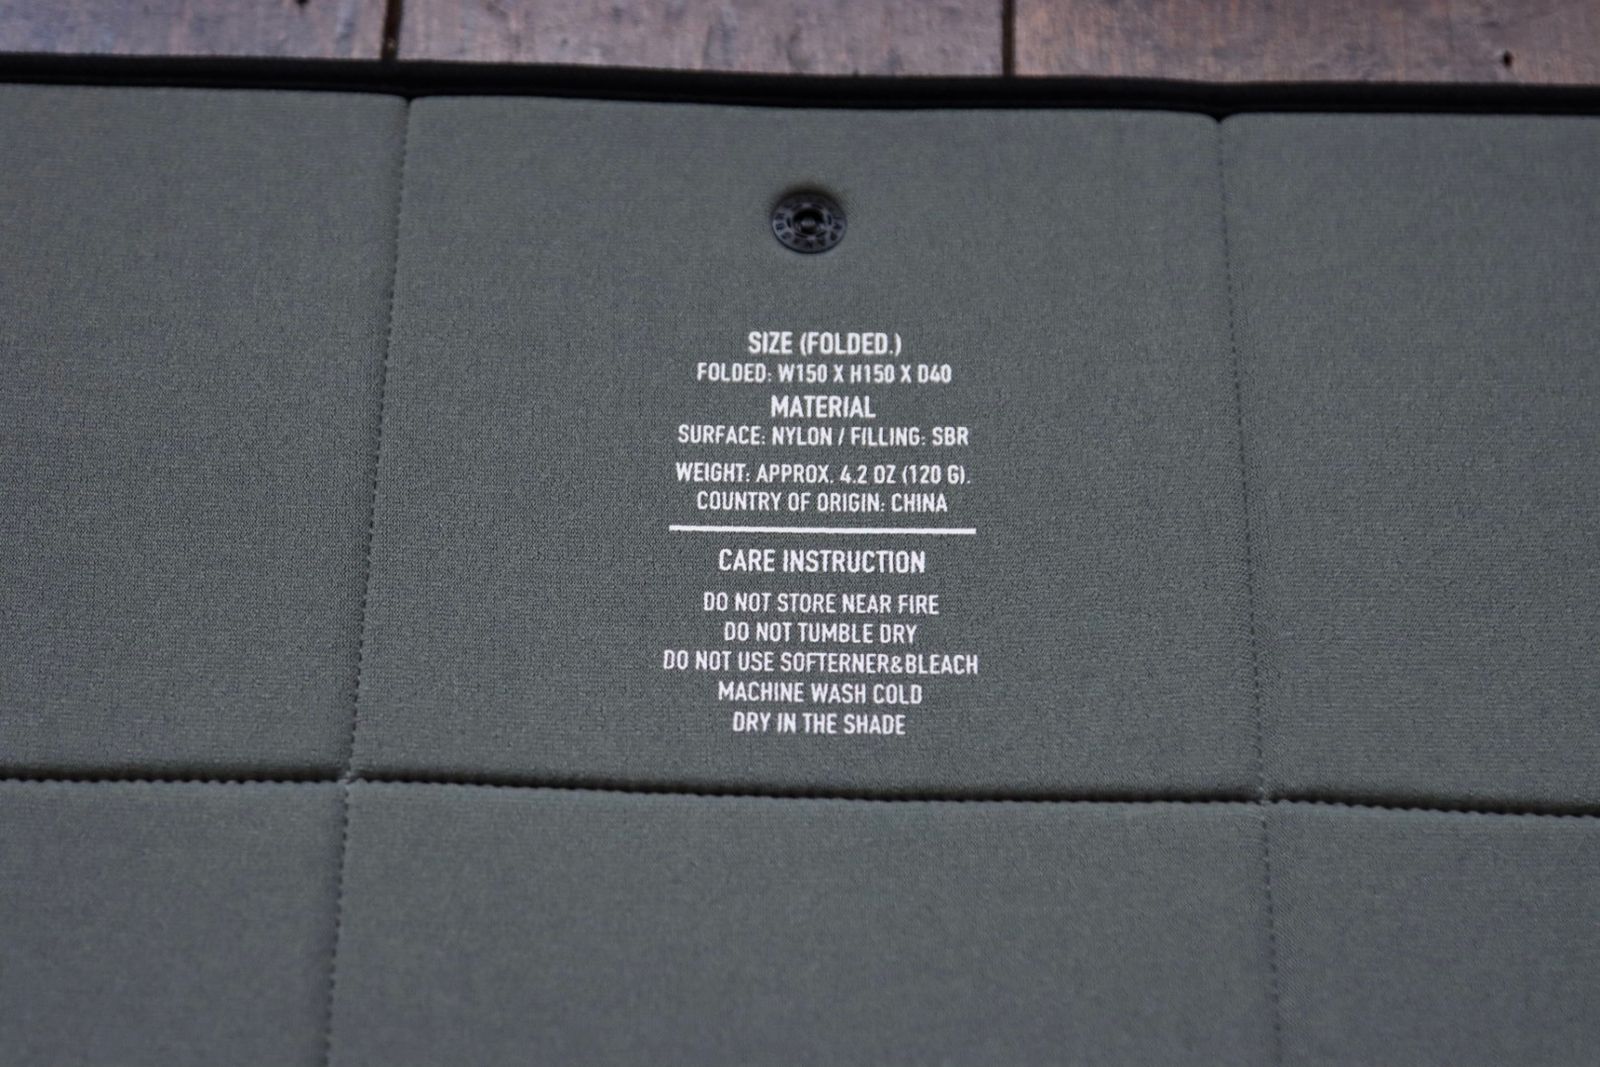 SIZE (FOLDED.)
FOLDED: W150 X H150 X D40
MATERIAL
SURFACE: NYLON / FILLING: SBR
WEIGHT: APPROX. 4.2 OZ (120 G).
COUNTRY OF ORIGIN: CHINA
CARE INSTRUCTION
DO NOT STORE NEAR FIRE
DO NOT TUMBLE DRY
DO NOT USE SOFTERNER&BLEACH
MACHINE WASH COLD
DRY IN THE SHADE